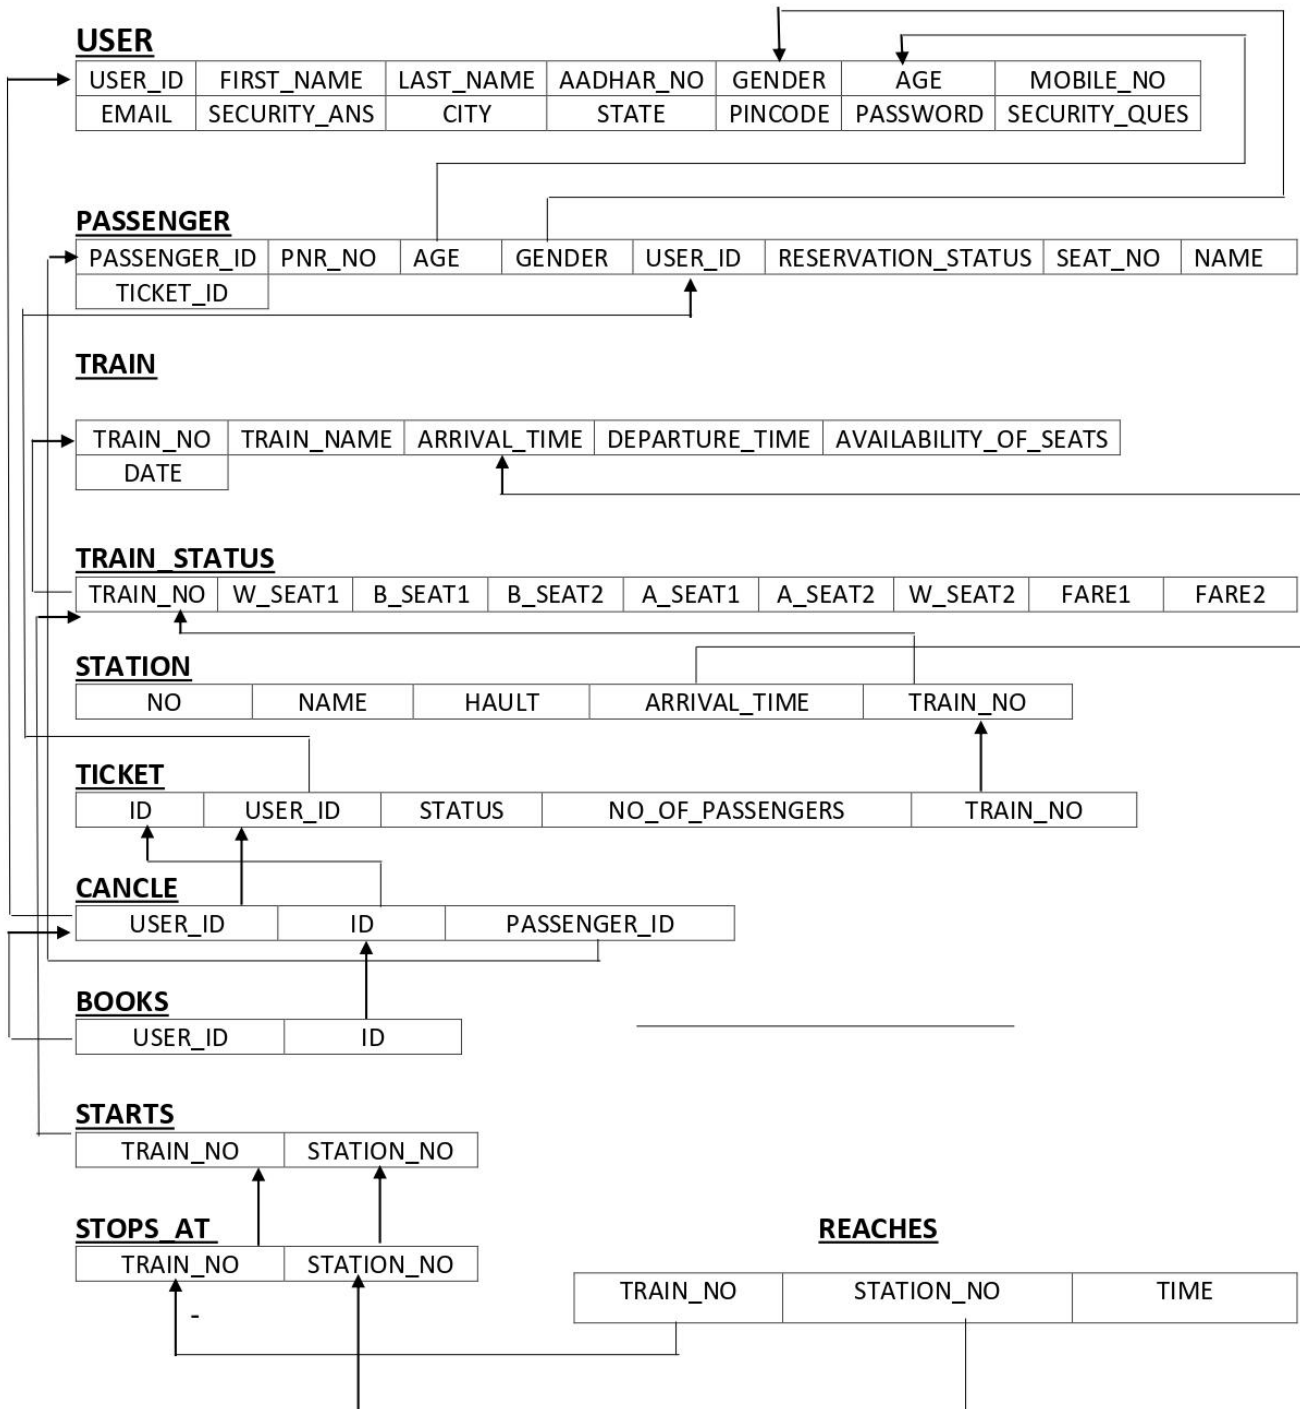 USER
USER_ID FIRST_NAME LAST_NAME AADHAR_NO GENDER AGE MOBILE_NO
EMAIL SECURITY_ANS CITY STATE PINCODE PASSWORD SECURITY_QUES
PASSENGER
PASSENGER_ID PNR_NO AGE GENDER USER_ID RESERVATION_STATUS SEAT_NO NAME
TICKET_ID
TRAIN
TRAIN_NO TRAIN_NAME ARRIVAL_TIME DEPARTURE_TIME AVAILABILITY_OF_SEATS
DATE
TRAIN_STATUS
TRAIN_NO W_SEAT1 B_SEAT1 B_SEAT2 A_SEAT1 A_SEAT2 W_SEAT2 FARE1 FARE2
STATION
NO NAME HAULT ARRIVAL_TIME TRAIN_NO
TICKET
ID USER_ID STATUS NO_OF_PASSENGERS TRAIN_NO
CANCLE
USER_ID ID PASSENGER_ID
BOOKS
USER_ID ID
STARTS
TRAIN_NO STATION_NO
STOPS_AT REACHES
TRAIN_NO STATION_NO
TRAIN_NO STATION_NO TIME
-